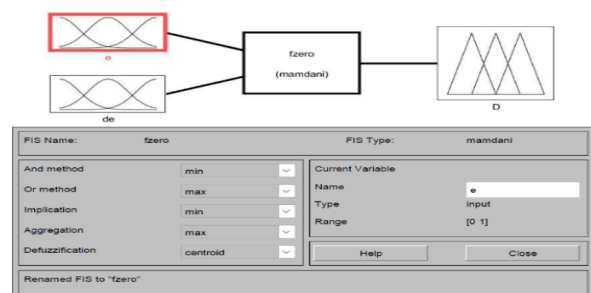 e
fzero
(mamdani)
de
D
FIS Name: fzero FIS Type: mamdani
And method min
Or method max
Implication min
Aggregation max
Defuzzification centroid
Current Variable
Name e
Type input
Range [0 1]
Help Close
Renamed FIS to "fzero"